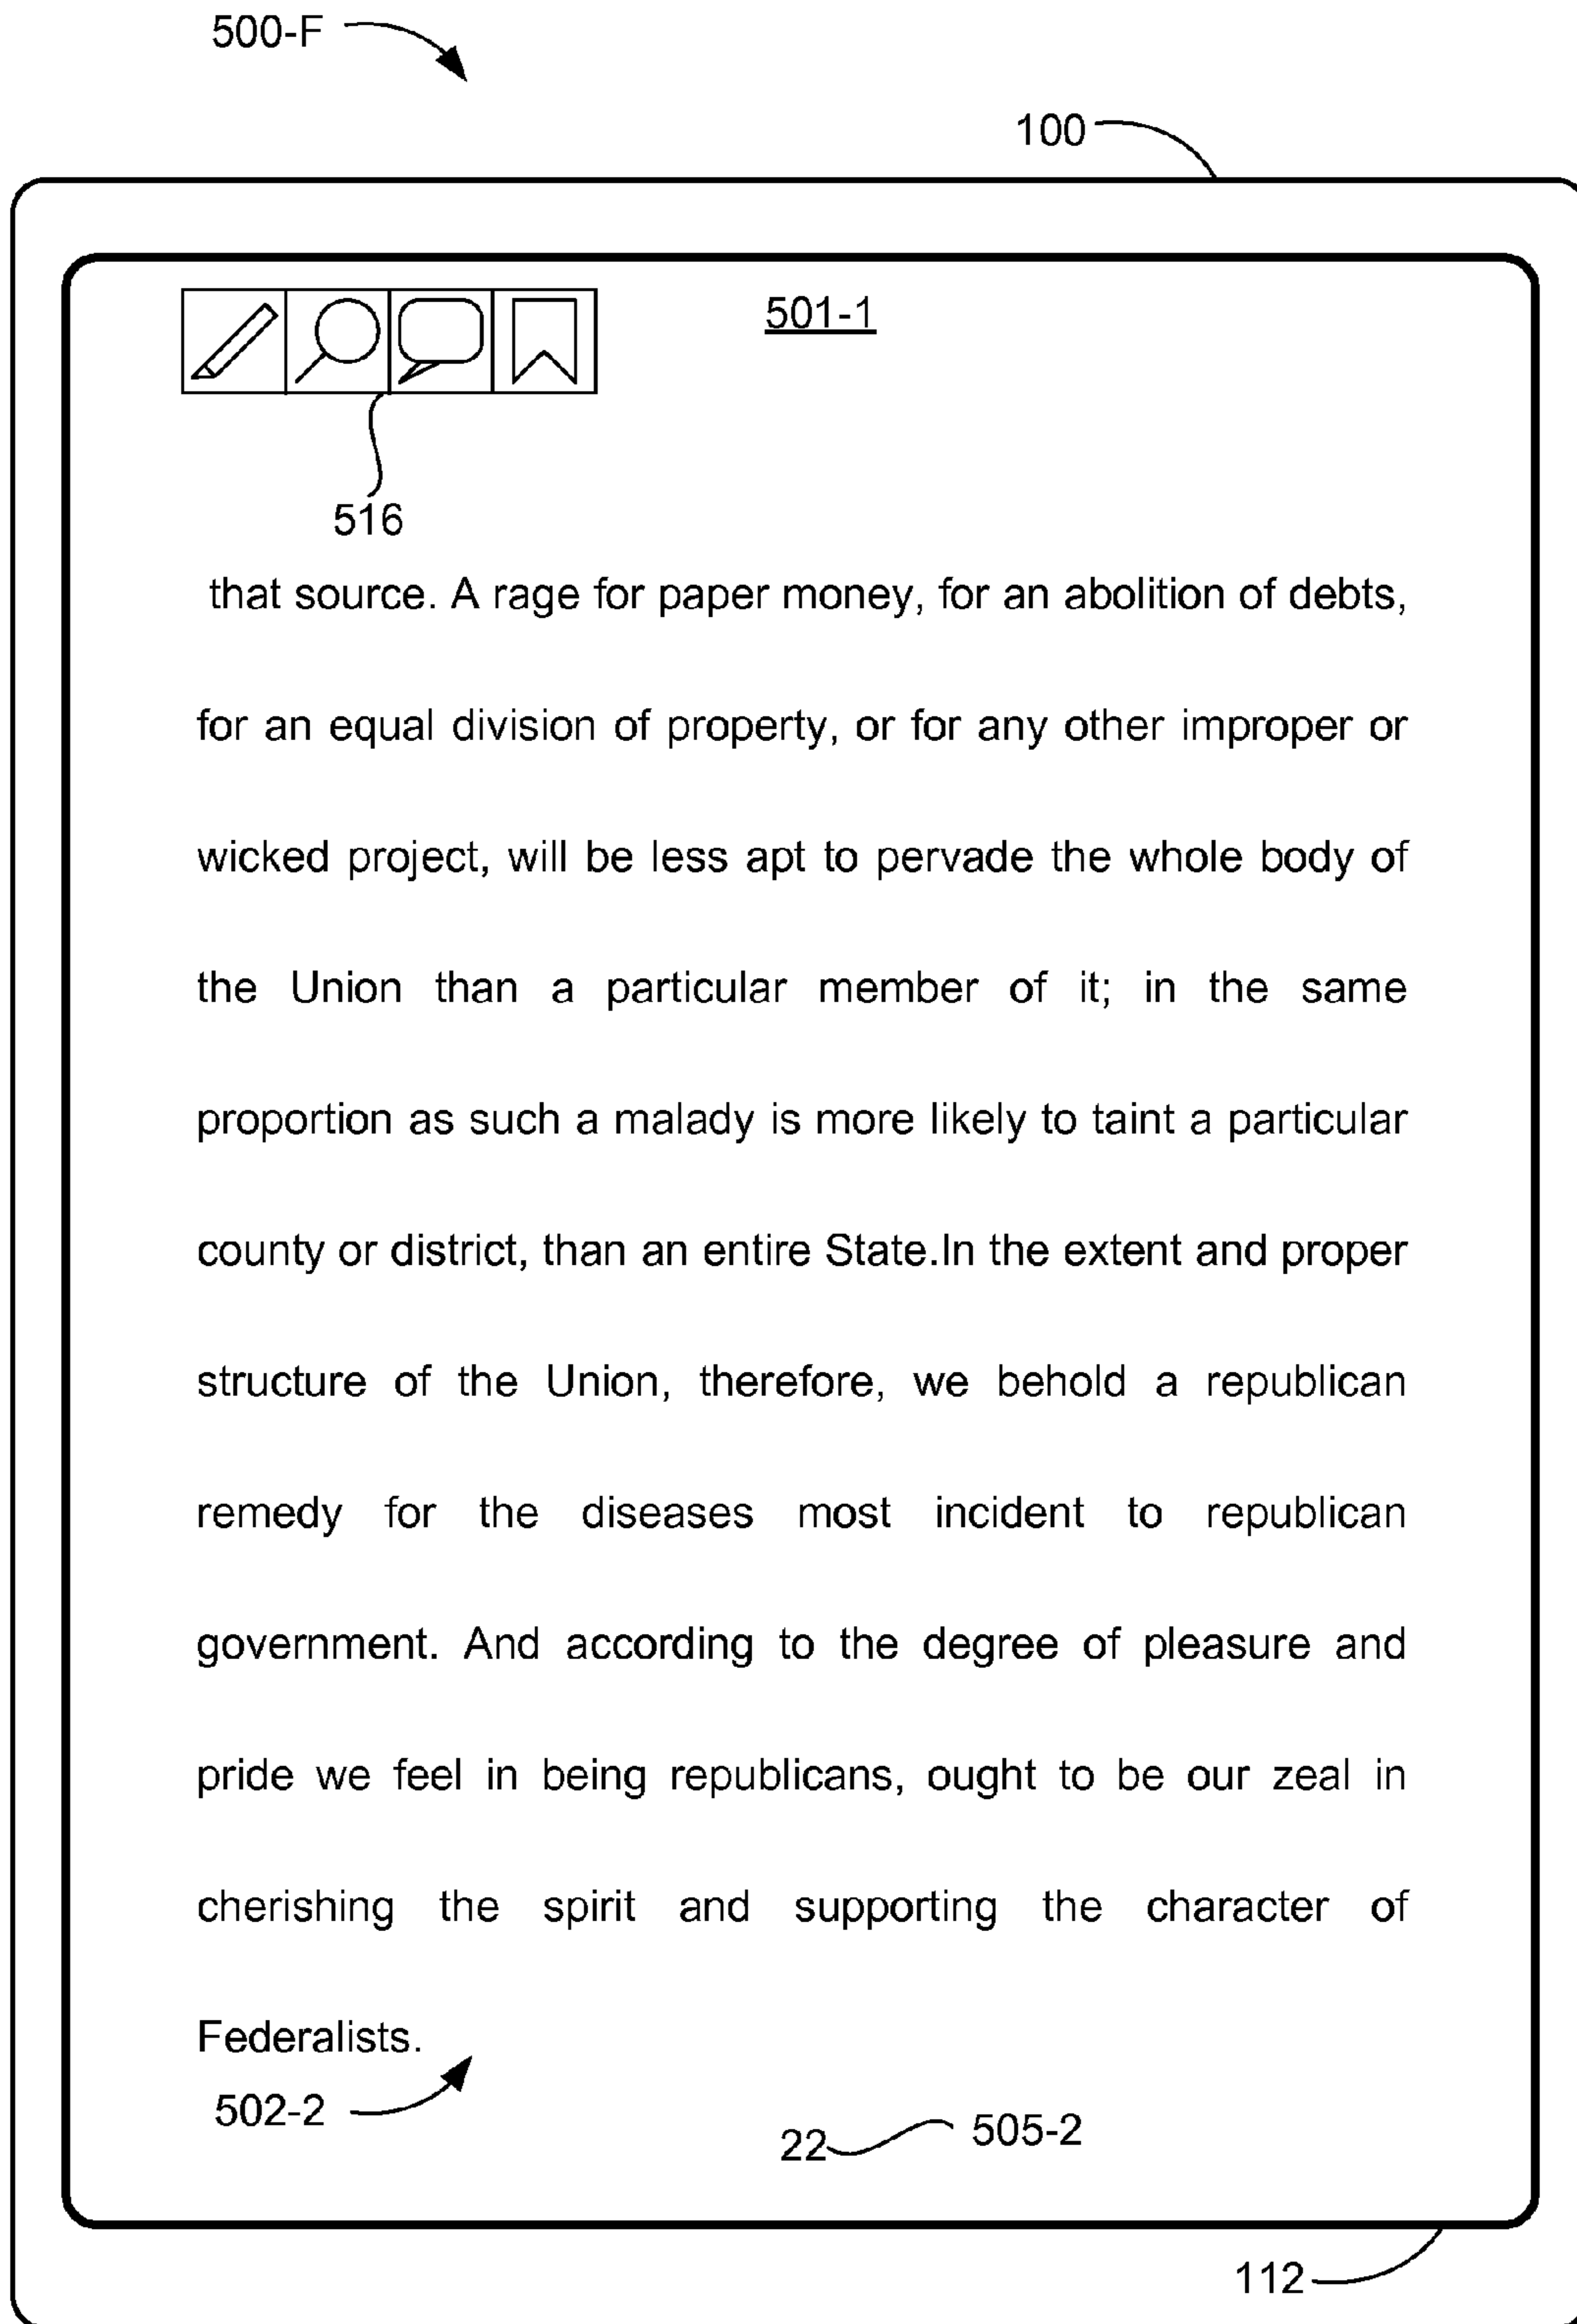 500-F
100
501-1
516
that source. A rage for paper money, for an abolition of debts,
for an equal division of property, or for any other improper or
wicked project, will be less apt to pervade the whole body of
the Union than a particular member of it; in the same
proportion as such a malady is more likely to taint a particular
county or district, than an entire State.In the extent and proper
structure of the Union, therefore, we behold a republican
remedy for the diseases most incident to republican
government. And according to the degree of pleasure and
pride we feel in being republicans, ought to be our zeal in
cherishing the spirit and supporting the character of
Federalists.
502-2
22 505-2
112